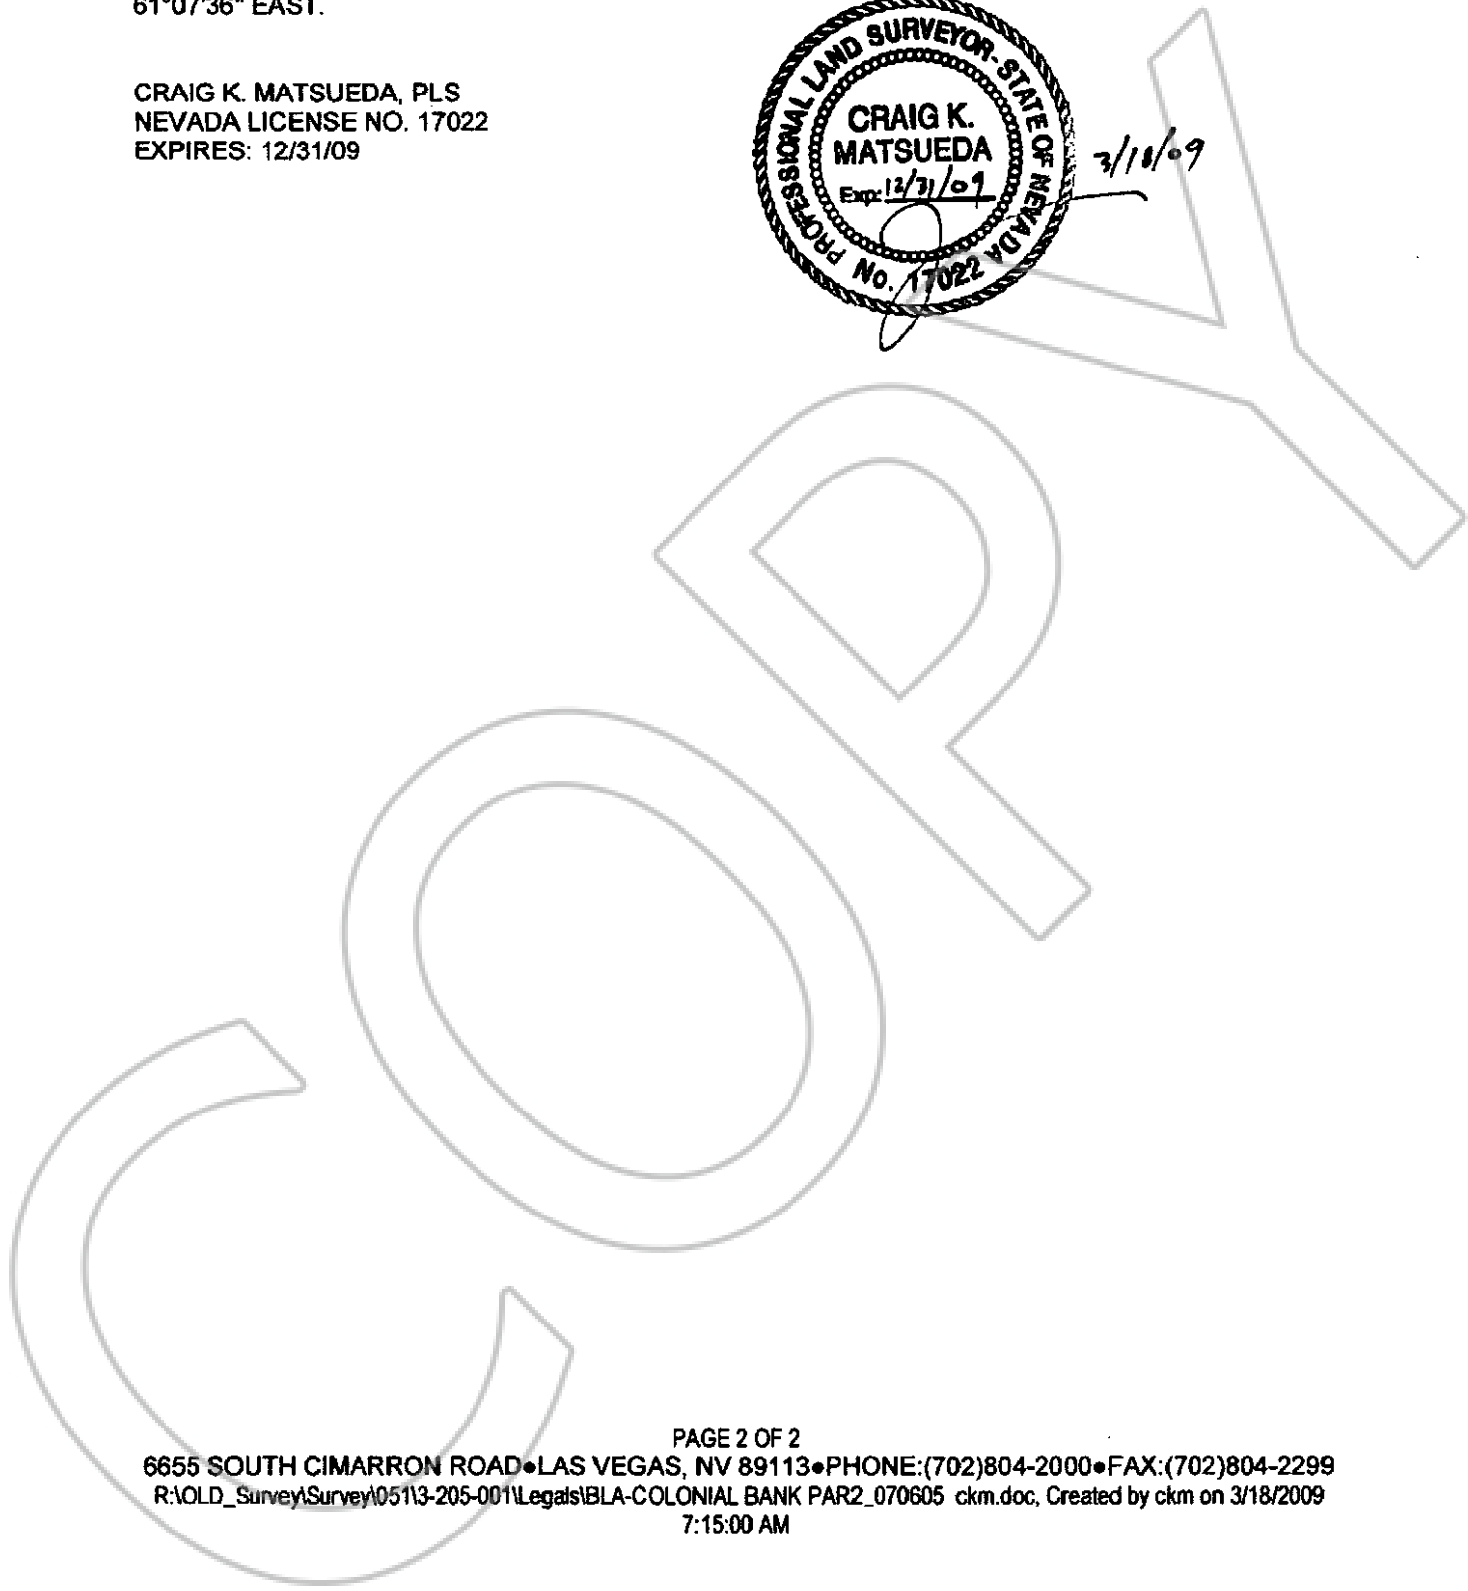 61°07'36" EAST.
CRAIG K. MATSUEDA, PLS
NEVADA LICENSE NO. 17022
EXPIRES: 12/31/09
PROFESSIONAL LAND SURVEYOR-STATE OF NEVADA
CRAIG K.
MATSUEDA
Exp: 12/31/09
No. 17022
3/18/09
COPY
PAGE 2 OF 2
6655 SOUTH CIMARRON ROAD●LAS VEGAS, NV 89113●PHONE:(702)804-2000●FAX:(702)804-2299
R:\OLD_Survey\Survey\051\3-205-001\Legals\BLA-COLONIAL BANK PAR2_070605 ckm.doc, Created by ckm on 3/18/2009
7:15:00 AM